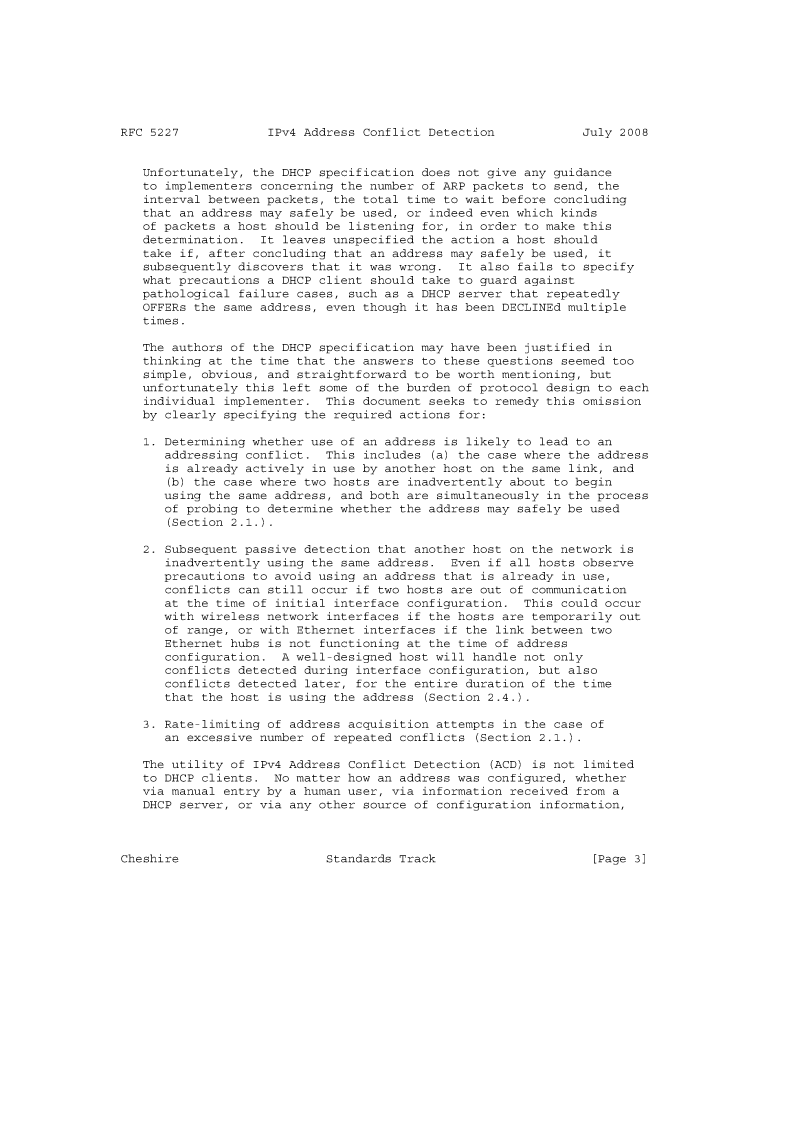 RFC 5227            IPv4 Address Conflict Detection            July 2008
Unfortunately, the DHCP specification does not give any guidance
to implementers concerning the number of ARP packets to send, the
interval between packets, the total time to wait before concluding
that an address may safely be used, or indeed even which kinds
of packets a host should be listening for, in order to make this
determination.  It leaves unspecified the action a host should
take if, after concluding that an address may safely be used, it
subsequently discovers that it was wrong.  It also fails to specify
what precautions a DHCP client should take to guard against
pathological failure cases, such as a DHCP server that repeatedly
OFFERs the same address, even though it has been DECLINEd multiple
times.
The authors of the DHCP specification may have been justified in
thinking at the time that the answers to these questions seemed too
simple, obvious, and straightforward to be worth mentioning, but
unfortunately this left some of the burden of protocol design to each
individual implementer.  This document seeks to remedy this omission
by clearly specifying the required actions for:
1. Determining whether use of an address is likely to lead to an
addressing conflict.  This includes (a) the case where the address
is already actively in use by another host on the same link, and
(b) the case where two hosts are inadvertently about to begin
using the same address, and both are simultaneously in the process
of probing to determine whether the address may safely be used
(Section 2.1.).
2. Subsequent passive detection that another host on the network is
inadvertently using the same address.  Even if all hosts observe
precautions to avoid using an address that is already in use,
conflicts can still occur if two hosts are out of communication
at the time of initial interface configuration.  This could occur
with wireless network interfaces if the hosts are temporarily out
of range, or with Ethernet interfaces if the link between two
Ethernet hubs is not functioning at the time of address
configuration.  A well-designed host will handle not only
conflicts detected during interface configuration, but also
conflicts detected later, for the entire duration of the time
that the host is using the address (Section 2.4.).
3. Rate-limiting of address acquisition attempts in the case of
an excessive number of repeated conflicts (Section 2.1.).
The utility of IPv4 Address Conflict Detection (ACD) is not limited
to DHCP clients.  No matter how an address was configured, whether
via manual entry by a human user, via information received from a
DHCP server, or via any other source of configuration information,
Cheshire                    Standards Track                     [Page 3]